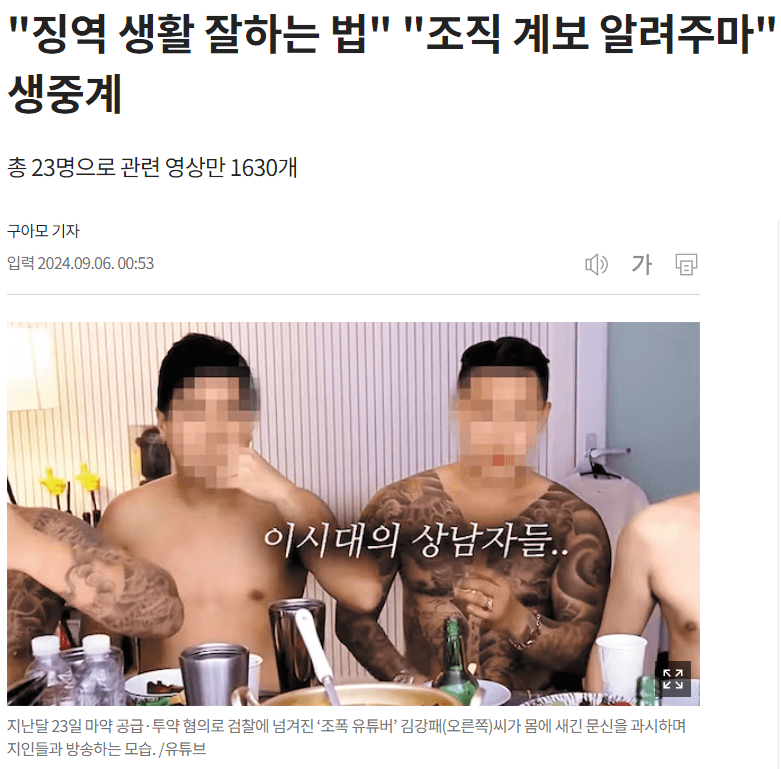 "징역 생활 잘하는 법" "조직 계보 알려주마"
생중계
총 23명으로 관련 영상만 1630개
구아모 기자
입력 2024.09.06. 00:53
가
이시대의 상남자들..
지난달 23일 마약 공급·투약 혐의로 검찰에 넘겨진 '조폭 유튜버' 김강패(오른쪽)씨가 몸에 새긴 문신을 과시하며
지인들과 방송하는 모습. /유튜브